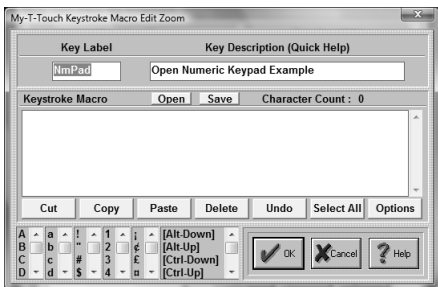 My-T-Touch Keystroke Macro Edit Zoom
Key Label Key Description (Quick Help)
NmPad Open Numeric Keypad Example
Keystroke Macro Open Save Character Count : 0
Cut Copy Paste Delete Undo Select All Options
A a ! 1 ¡ [Alt-Down]
B b " 2 ¢ [Alt-Up]
C c # 3 £ [Ctrl-Down]
D d $ 4 ¤ [Ctrl-Up]
OK Cancel ? Help